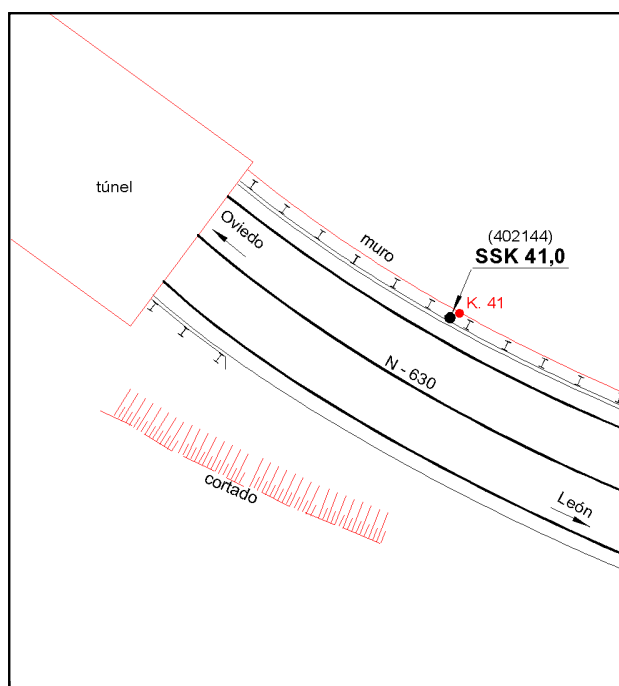 túnel
Oviedo
muro
(402144)
SSK 41,0
K. 41
N - 630
León
cortado